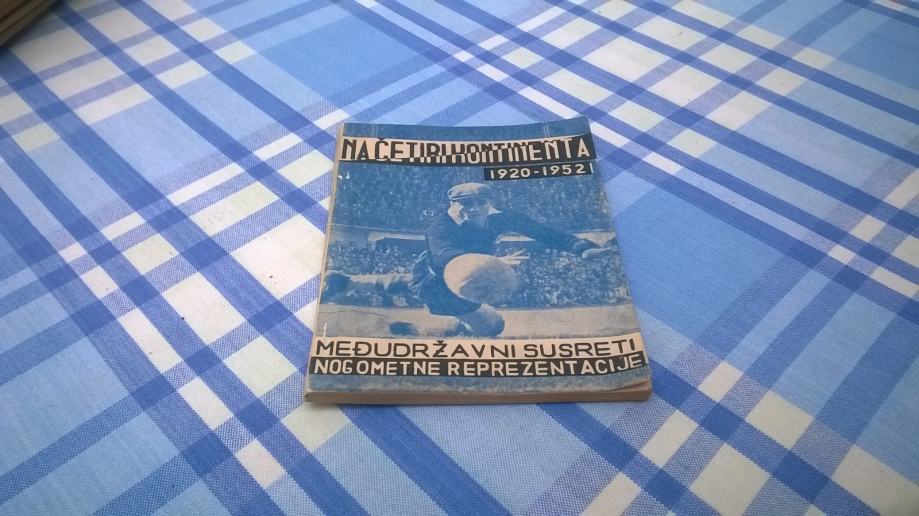 NA ČETIRI KONTINENTA
1920-1952
MEĐUDRŽAVNI SUSRETI
NOGOMETNE REPREZENTACIJE